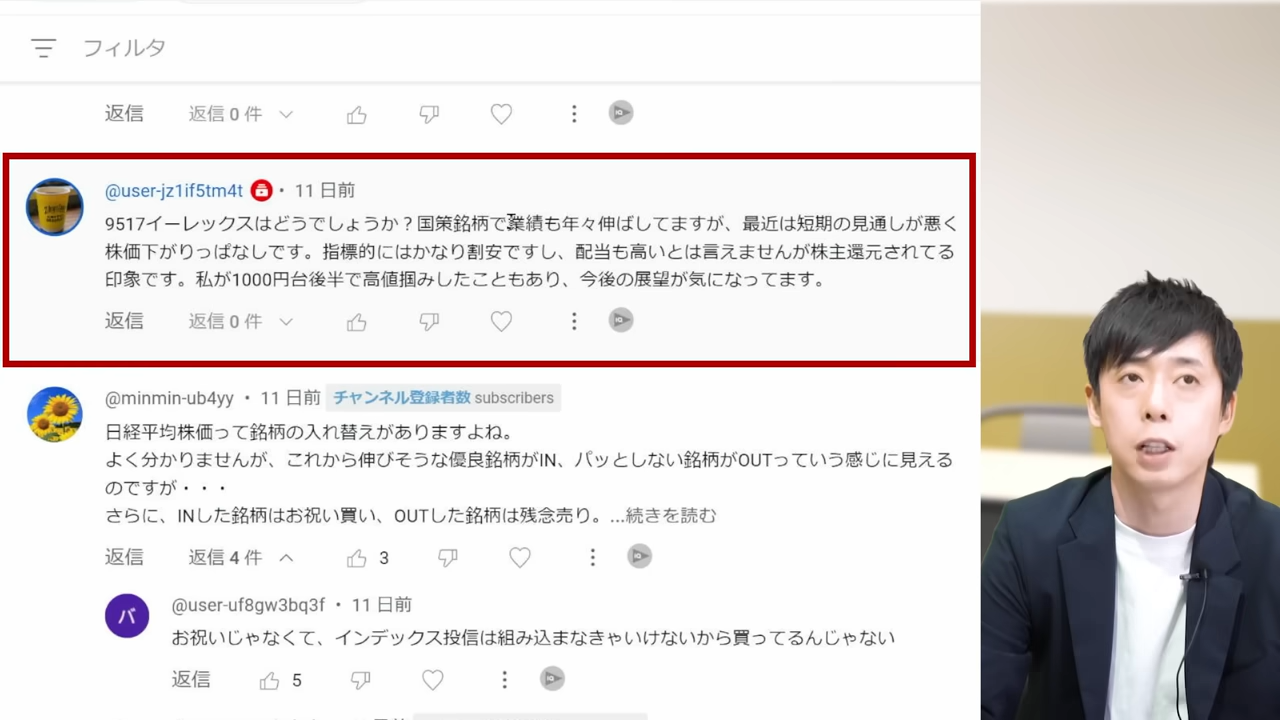 フィルタ
返信 返信 0 件
@user-jz1if5tm4t • 11 日前
9517イーレックスはどうでしょうか？国策銘柄で業績も年々伸ばしてますが、最近は短期の見通しが悪く
株価下がりっぱなしです。指標的にはかなり割安ですし、配当も高いとは言えませんが株主還元されてる
印象です。私が1000円台後半で高値掴みしたこともあり、今後の展望が気になってます。
返信 返信 0 件
@minmin-ub4yy • 11 日前 チャンネル登録者数 subscribers
日経平均株価って銘柄の入れ替えがありますよね。
よく分かりませんが、これから伸びそうな優良銘柄がIN、パッとしない銘柄がOUTっていう感じに見える
のですが・・・
さらに、INした銘柄はお祝い買い、OUTした銘柄は残念売り。...続きを読む
返信 返信 4 件 3
バ
@user-uf8gw3bq3f • 11 日前
お祝いじゃなくて、インデックス投信は組み込まなきゃいけないから買ってるんじゃない
返信 5